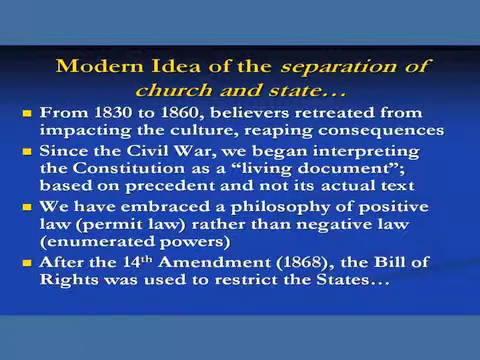 Modern Idea of the separation of
church and state…
From 1830 to 1860, believers retreated from
impacting the culture, reaping consequences
Since the Civil War, we began interpreting
the Constitution as a “living document”;
based on precedent and not its actual text
We have embraced a philosophy of positive
law (permit law) rather than negative law
(enumerated powers)
After the 14th Amendment (1868), the Bill of
Rights was used to restrict the States…